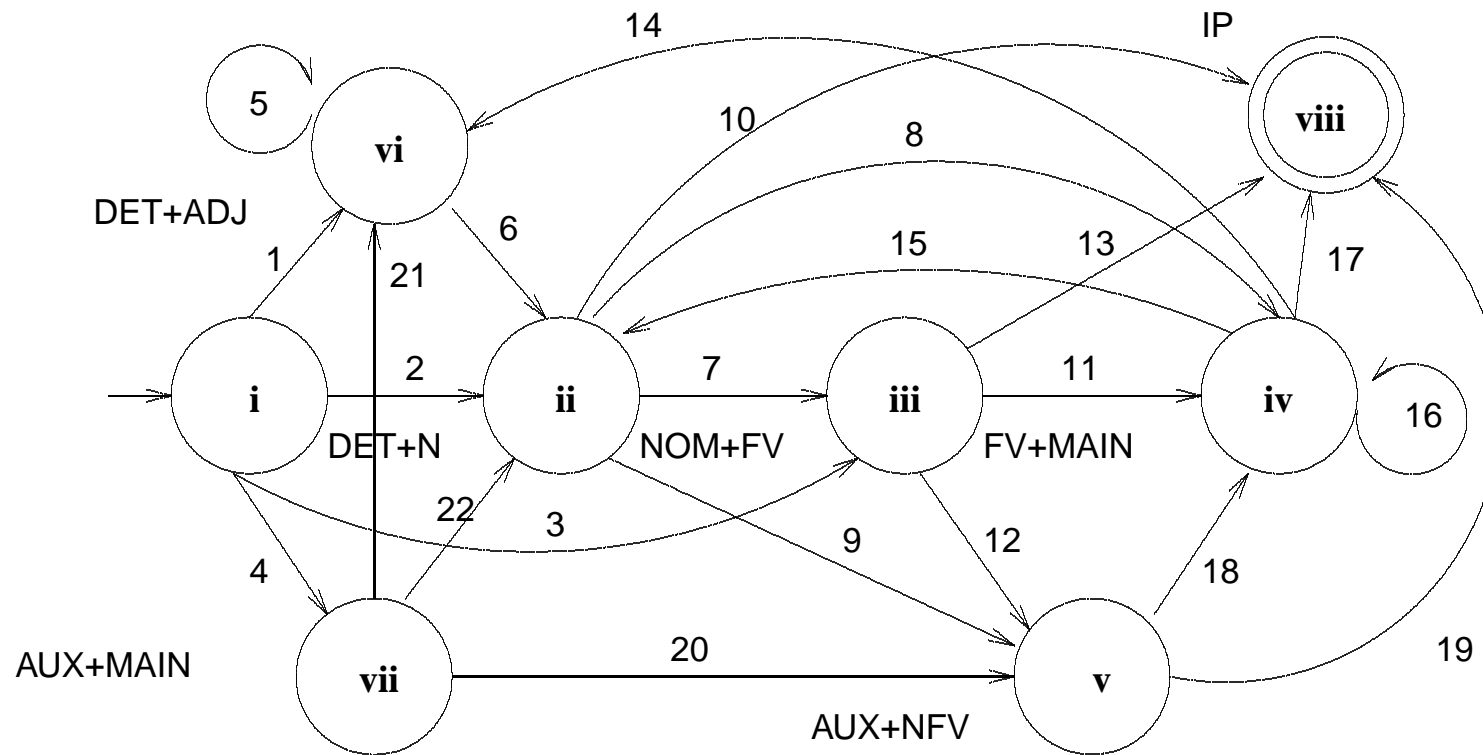 14 IP
5 vi 10 8 viii
DET+ADJ 6 13
1 21 15 17
2 7 11
i ii iii iv 16
DET+N NOM+FV FV+MAIN
22 3 9 12
4 18
20 19
AUX+MAIN vii v
AUX+NFV